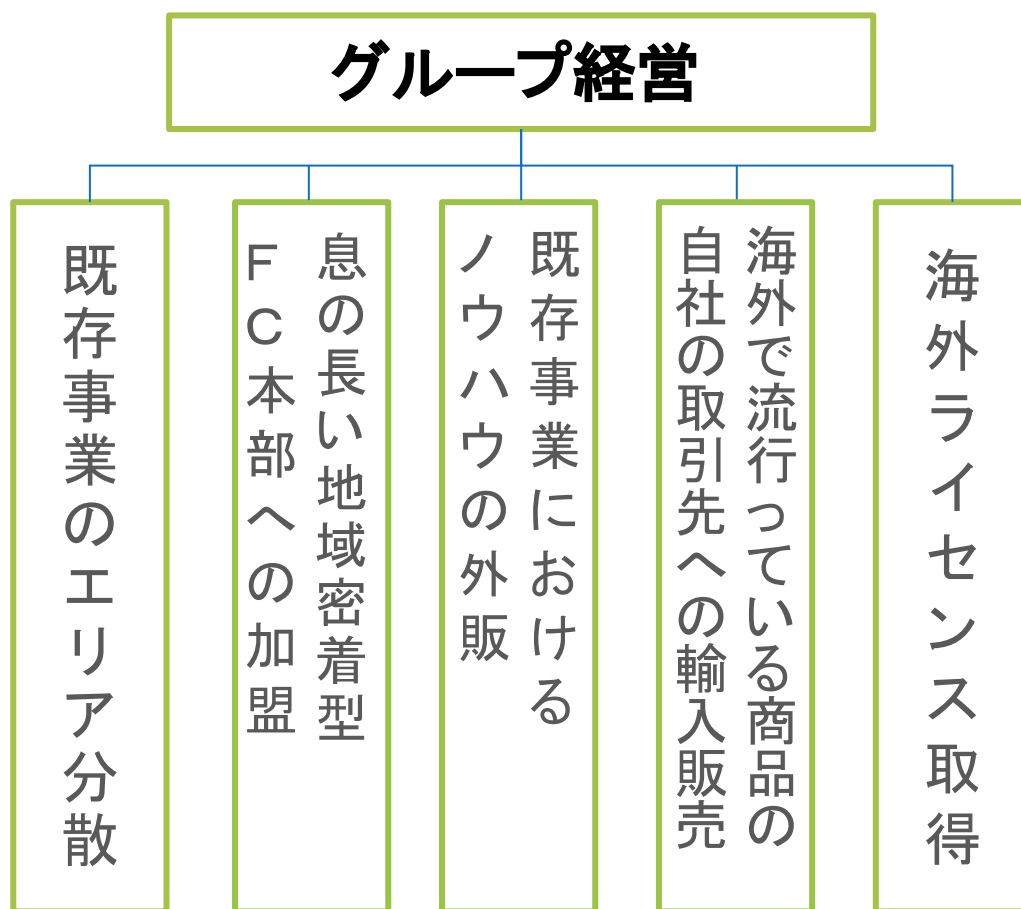 グループ経営
既存事業のエリア分散
息の長い地域密着型
ＦＣ本部への加盟
既存事業における
ノウハウの外販
海外で流行っている商品の
自社の取引先への輸入販売
海外ライセンス取得